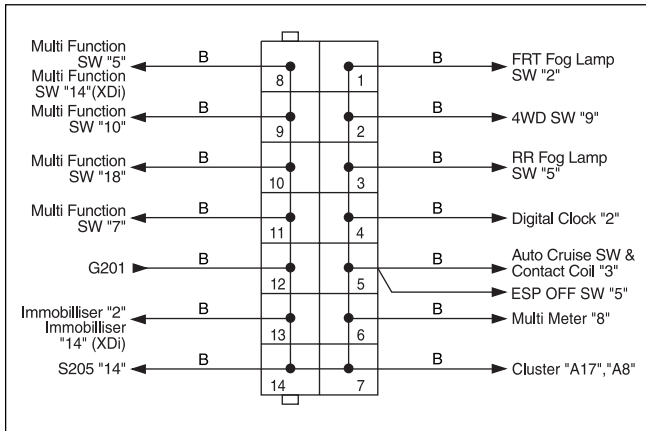 Multi Function
SW "5"
Multi Function
SW "14"(XDi)
B
8
1
B
FRT Fog Lamp
SW "2"
Multi Function
SW "10"
B
9
2
B
4WD SW "9"
Multi Function
SW "18"
B
10
3
B
RR Fog Lamp
SW "5"
Multi Function
SW "7"
B
11
4
B
Digital Clock "2"
G201
B
12
5
B
Auto Cruise SW &
Contact Coil "3"
ESP OFF SW "5"
Immobilliser "2"
Immobilliser
"14" (XDi)
B
13
6
B
Multi Meter "8"
S205 "14"
B
14
7
B
Cluster "A17","A8"